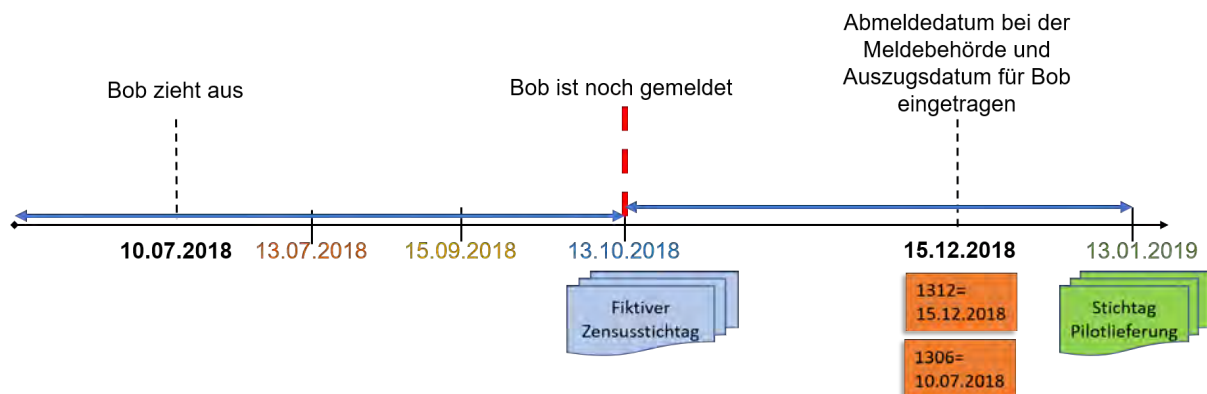 Bob zieht aus
Bob ist noch gemeldet
Abmeldedatum bei der
Meldebehörde und
Auszugsdatum für Bob
eingetragen
10.07.2018
13.07.2018
15.09.2018
13.10.2018
15.12.2018
13.01.2019
Fiktiver
Zensusstichtag
1312=
15.12.2018
1306=
10.07.2018
Stichtag
Pilotlieferung